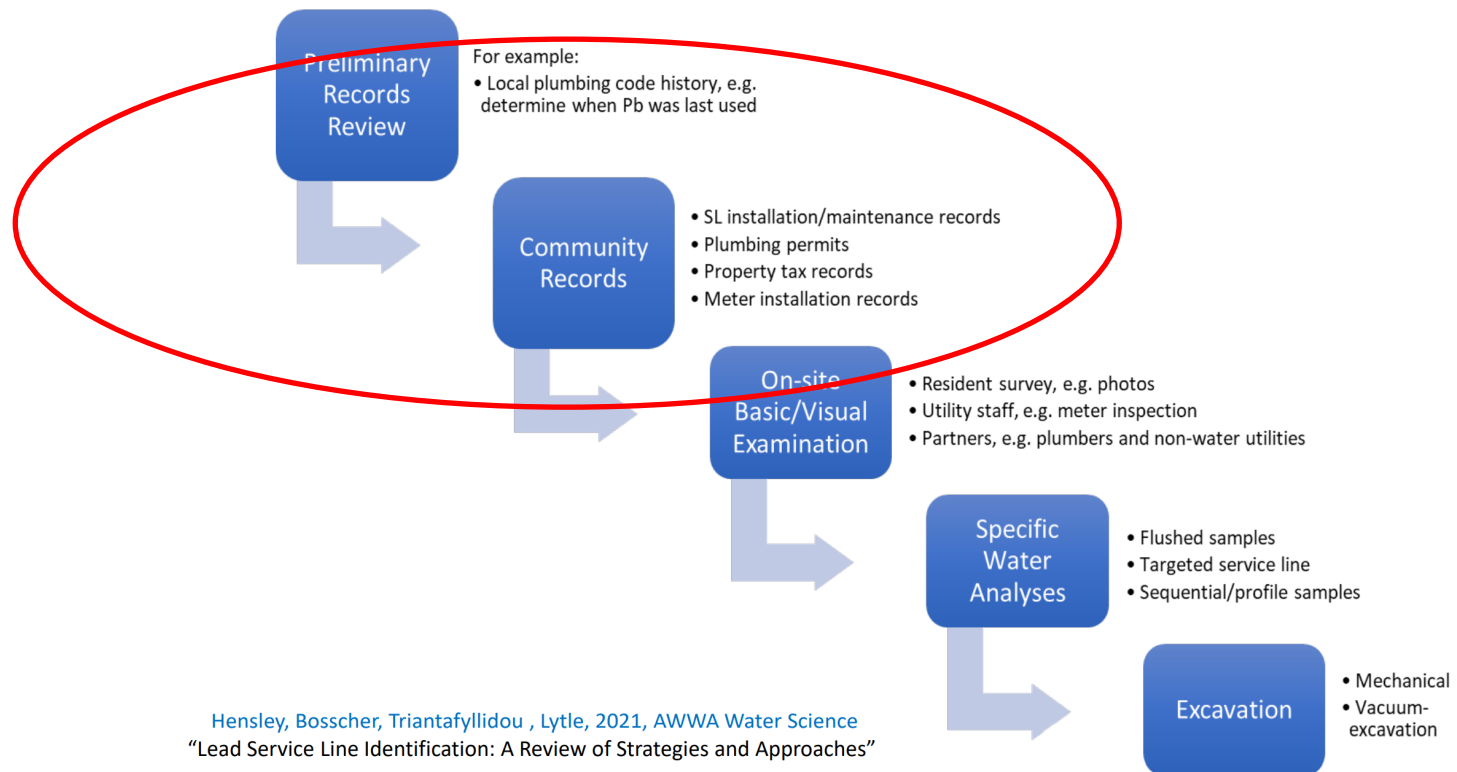 Preliminary
Records
Review
For example:
• Local plumbing code history, e.g.
determine when Pb was last used
Community
Records
• SL installation/maintenance records
• Plumbing permits
• Property tax records
• Meter installation records
On-site
Basic/Visual
Examination
• Resident survey, e.g. photos
• Utility staff, e.g. meter inspection
• Partners, e.g. plumbers and non-water utilities
Specific
Water
Analyses
• Flushed samples
• Targeted service line
• Sequential/profile samples
Excavation
• Mechanical
• Vacuum-
excavation
Hensley, Bosscher, Triantafyllidou , Lytle, 2021, AWWA Water Science
“Lead Service Line Identification: A Review of Strategies and Approaches”